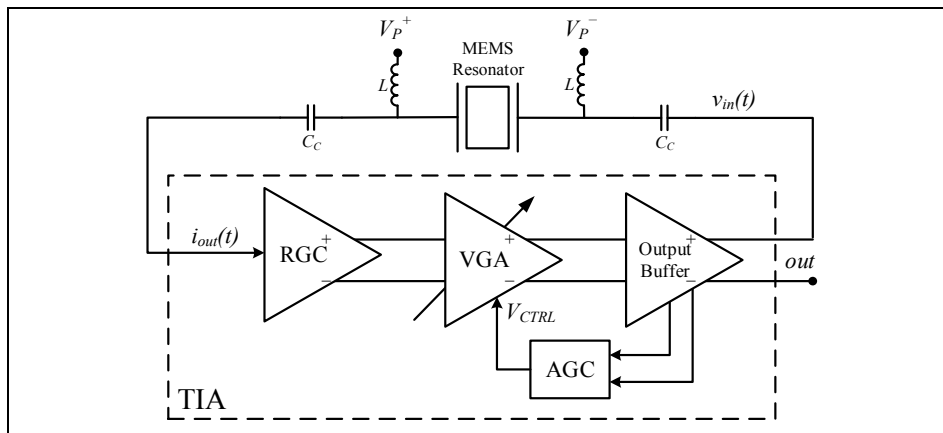 V_P^+
V_P^-
MEMS
Resonator
L
L
v_in(t)
C_C
C_C
i_out(t)
RGC
+
−
VGA
+
−
Output
Buffer
+
−
out
V_CTRL
AGC
TIA